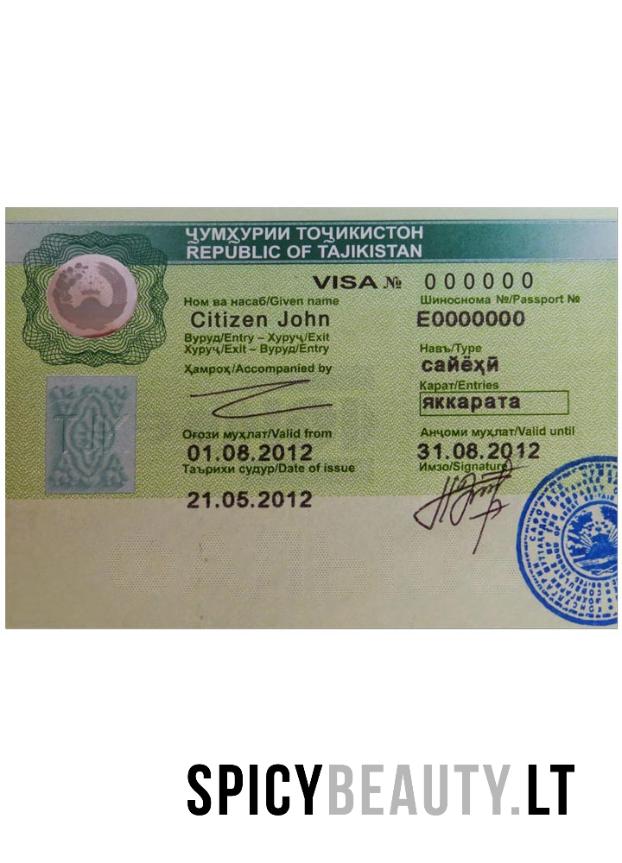 ҶУМҲУРИИ ТОҶИКИСТОН
REPUBLIC OF TAJIKISTAN
VISA № 000000
Ном ва насаб/Given name
Citizen John
Шиноснома №/Passport №
E0000000
Вуруд/Entry – Хуруҷ/Exit
Хуруҷ/Exit – Вуруд/Entry
Навъ/Type
сайёҳӣ
Ҳамроҳ/Accompanied by
Карат/Entries
яккарата
Оғози муҳлат/Valid from
01.08.2012
Анҷоми муҳлат/Valid until
31.08.2012
Таърихи судур/Date of issue
21.05.2012
Имзо/Signature
SPICYBEAUTY.LT